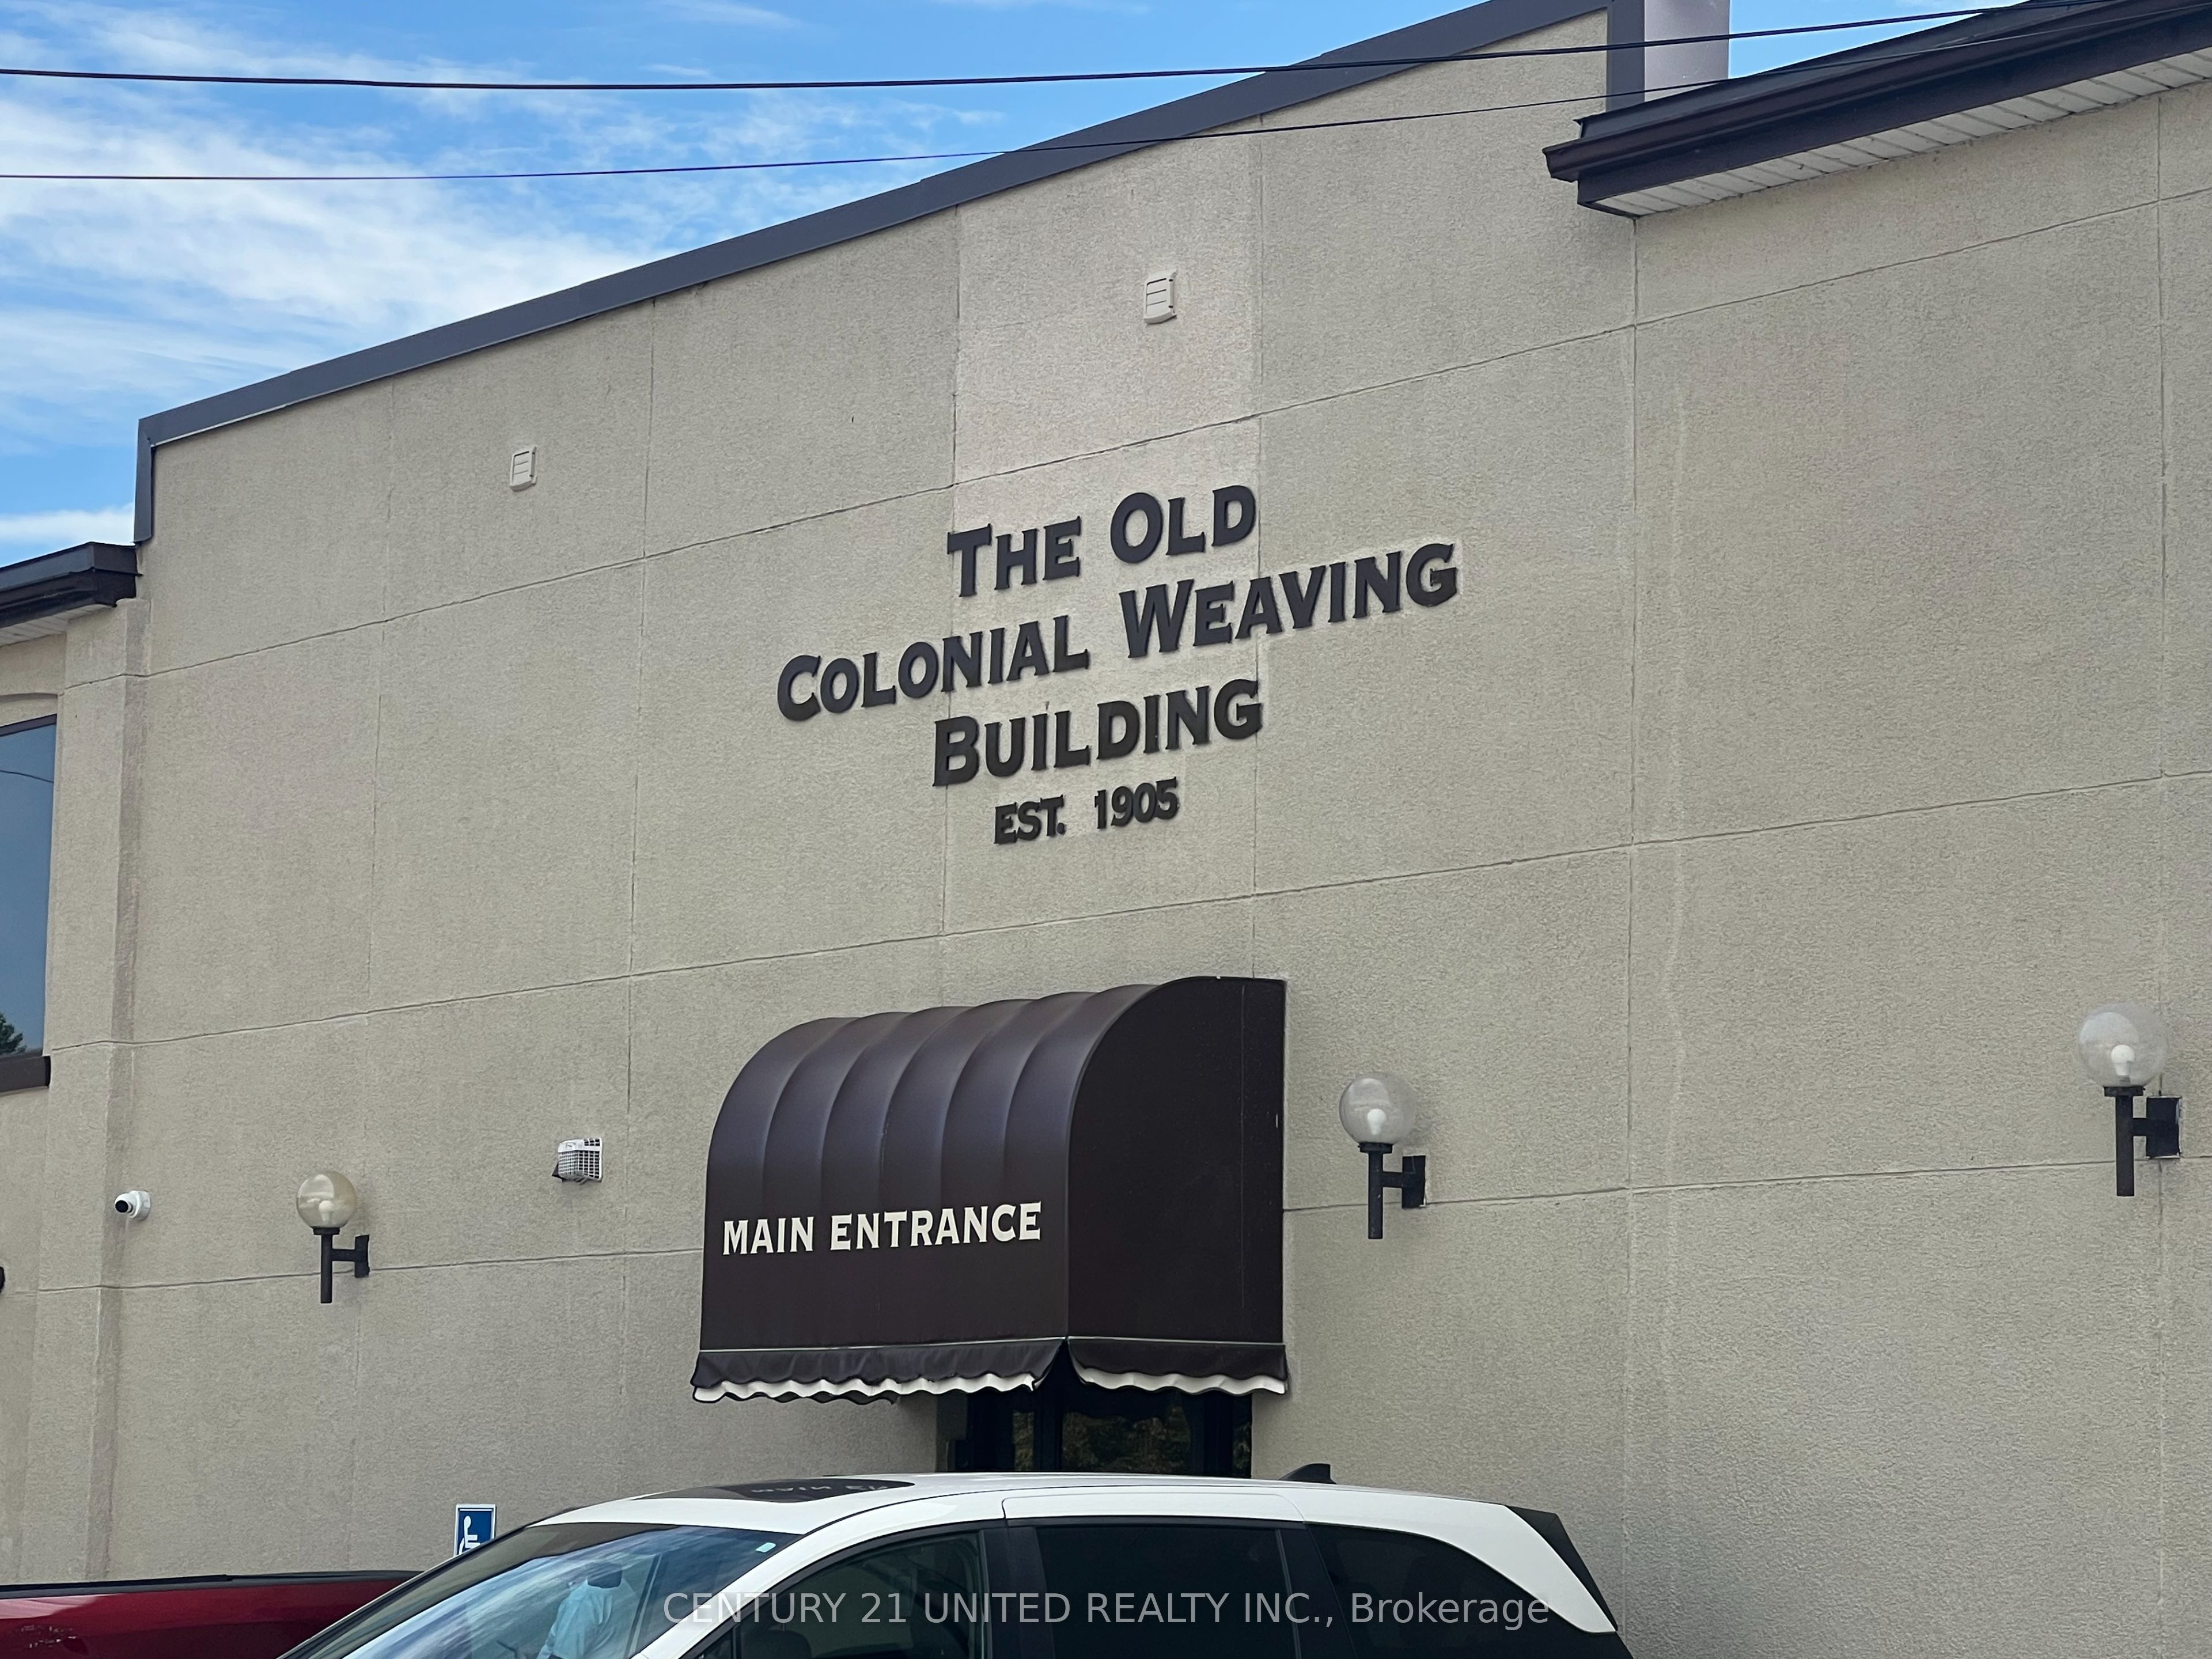 THE OLD
COLONIAL WEAVING
BUILDING
EST. 1905
MAIN ENTRANCE
CENTURY 21 UNITED REALTY INC., Brokerage